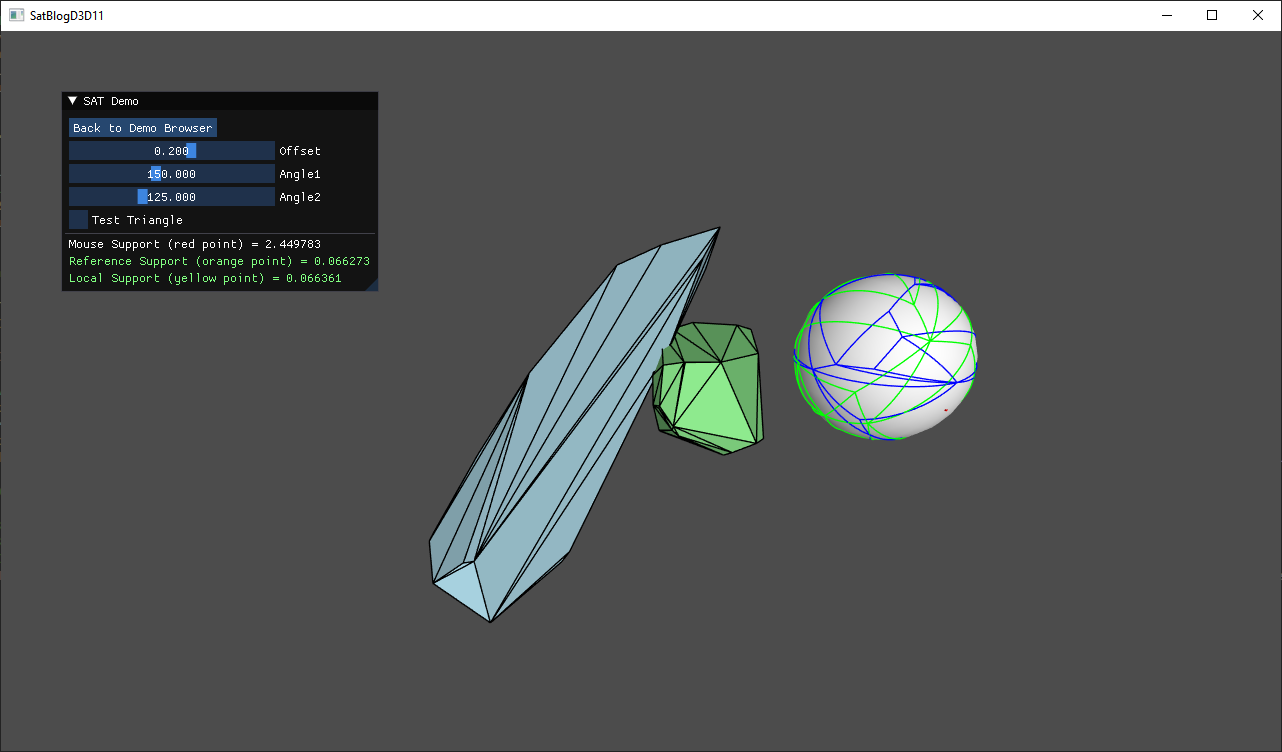 SatBlogD3D11
SAT Demo
Back to Demo Browser
0.200 Offset
150.000 Angle1
125.000 Angle2
Test Triangle
Mouse Support (red point) = 2.449783
Reference Support (orange point) = 0.066273
Local Support (yellow point) = 0.066361